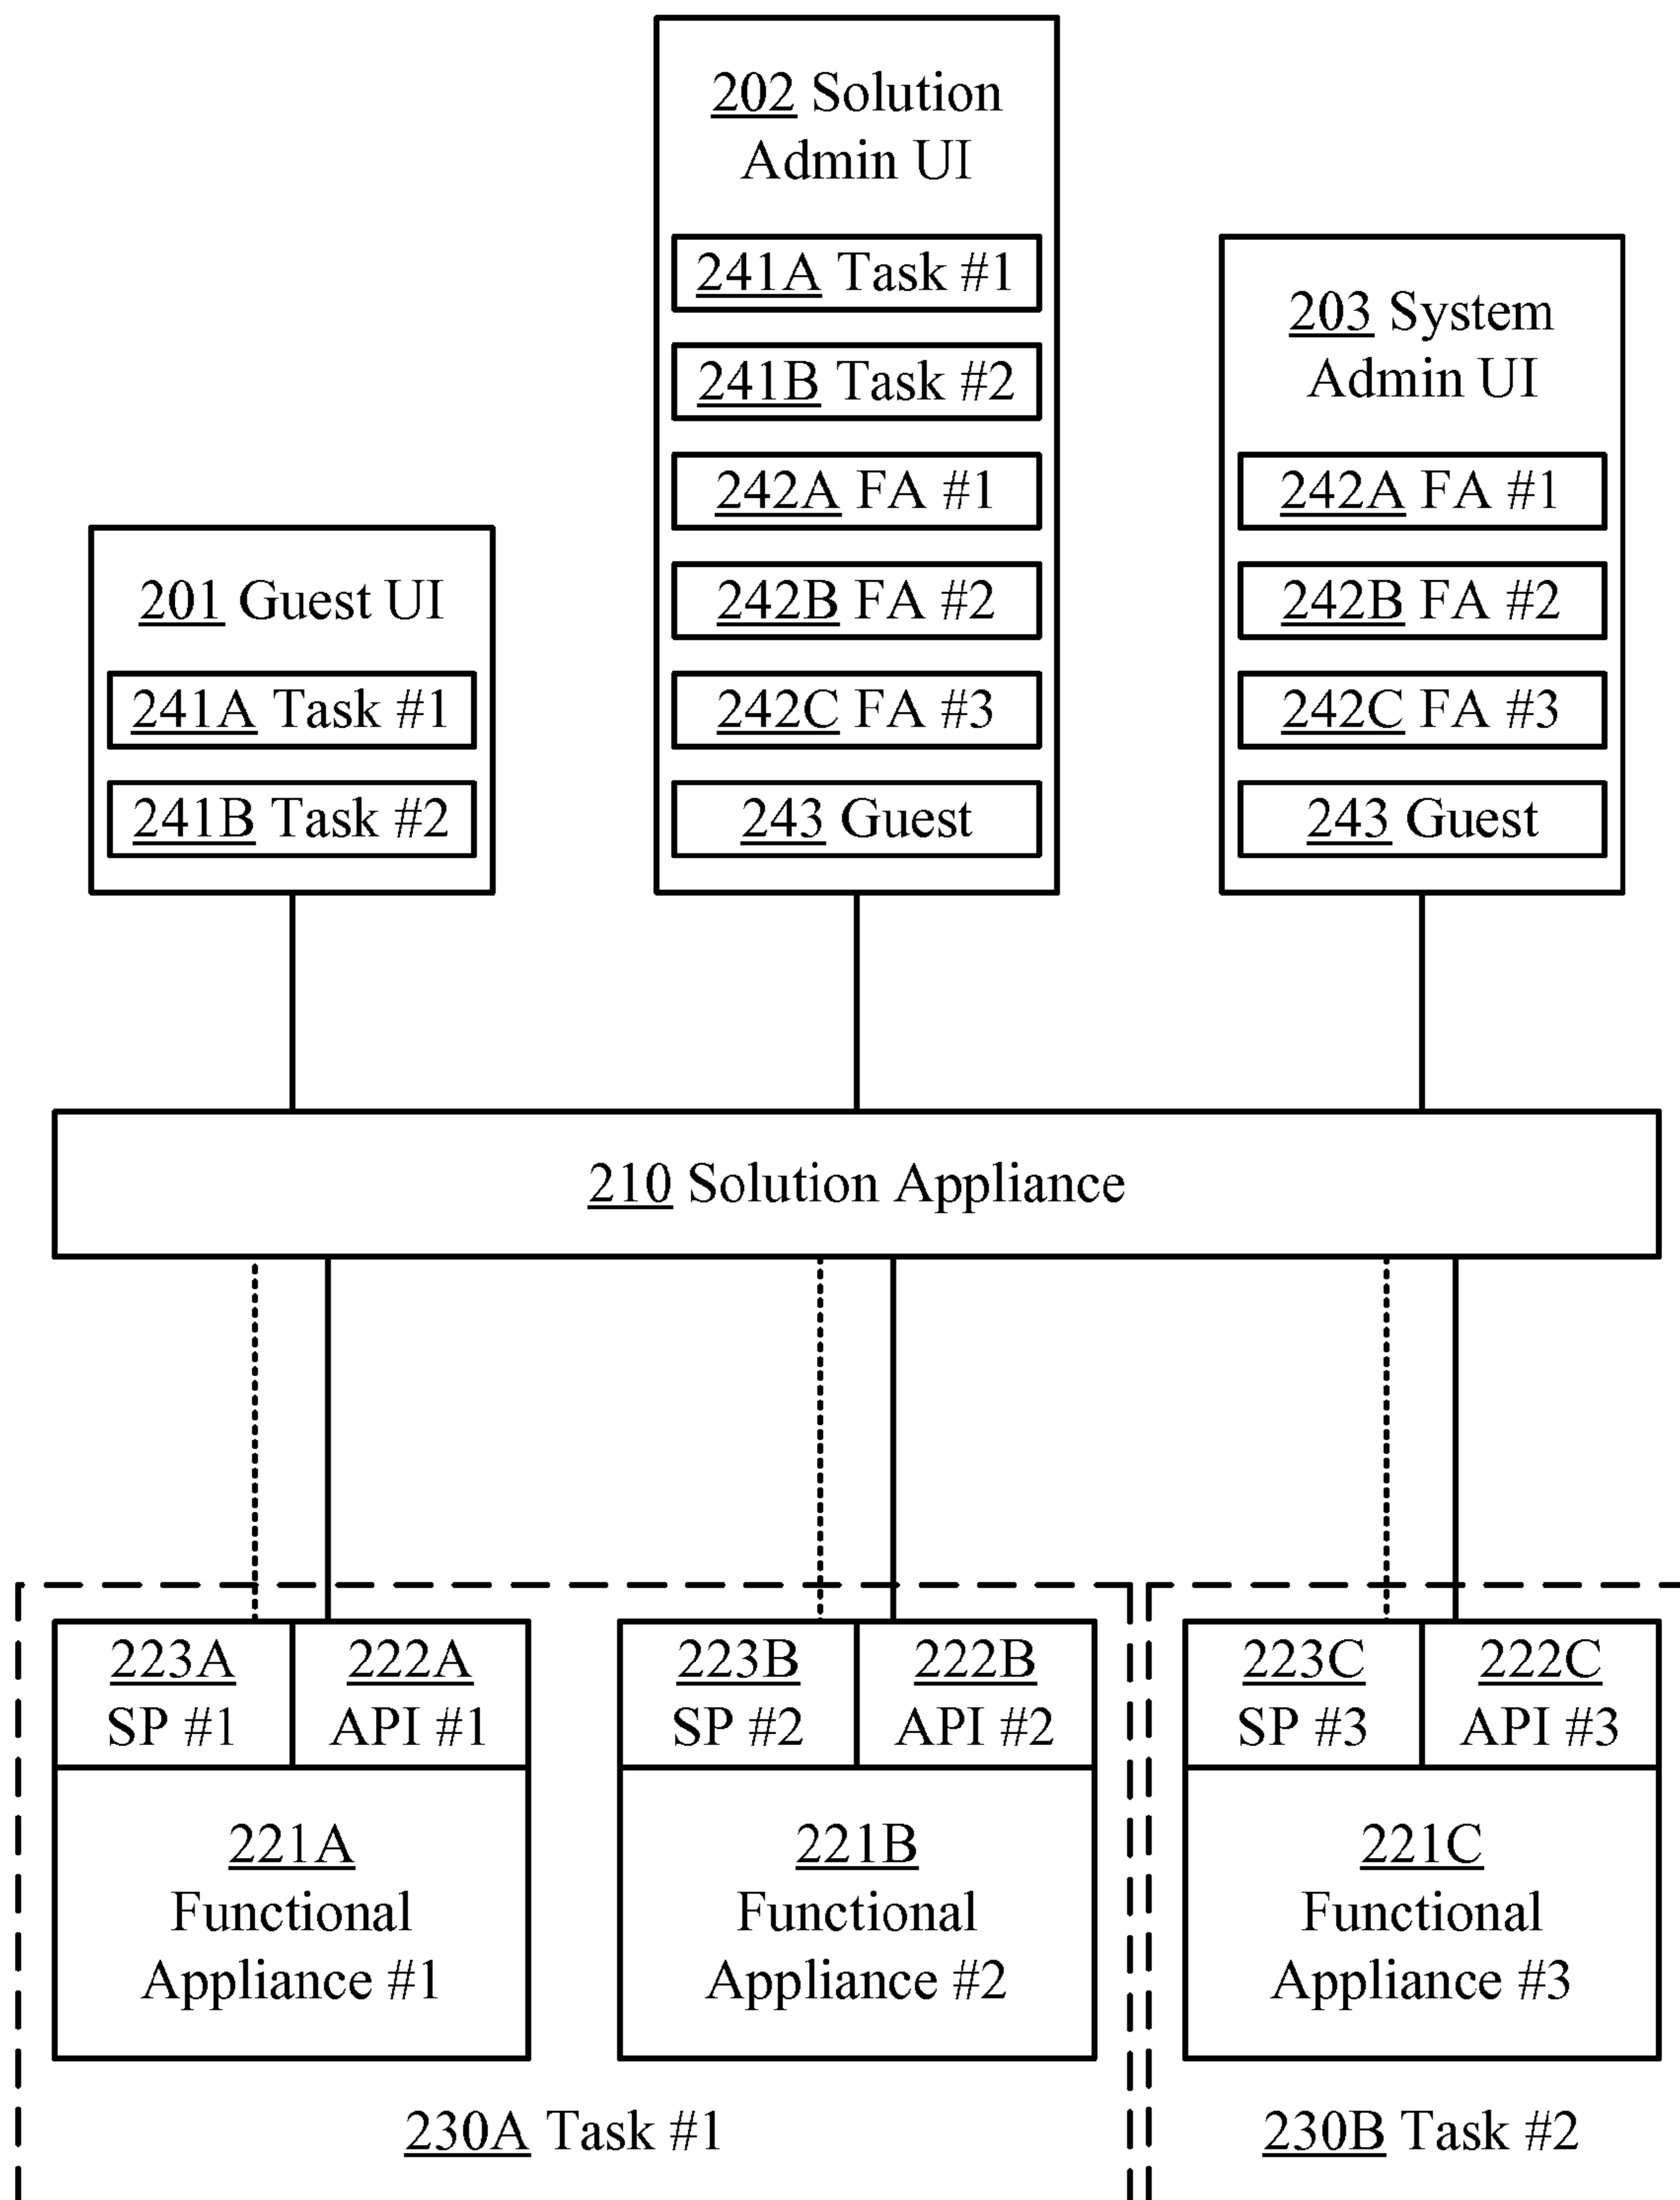 202 Solution
Admin UI
241A Task #1
241B Task #2
242A FA #1
242B FA #2
242C FA #3
243 Guest
203 System
Admin UI
242A FA #1
242B FA #2
242C FA #3
243 Guest
201 Guest UI
241A Task #1
241B Task #2
210 Solution Appliance
223A
SP #1
222A
API #1
221A
Functional
Appliance #1
223B
SP #2
222B
API #2
221B
Functional
Appliance #2
223C
SP #3
222C
API #3
221C
Functional
Appliance #3
230A Task #1
230B Task #2